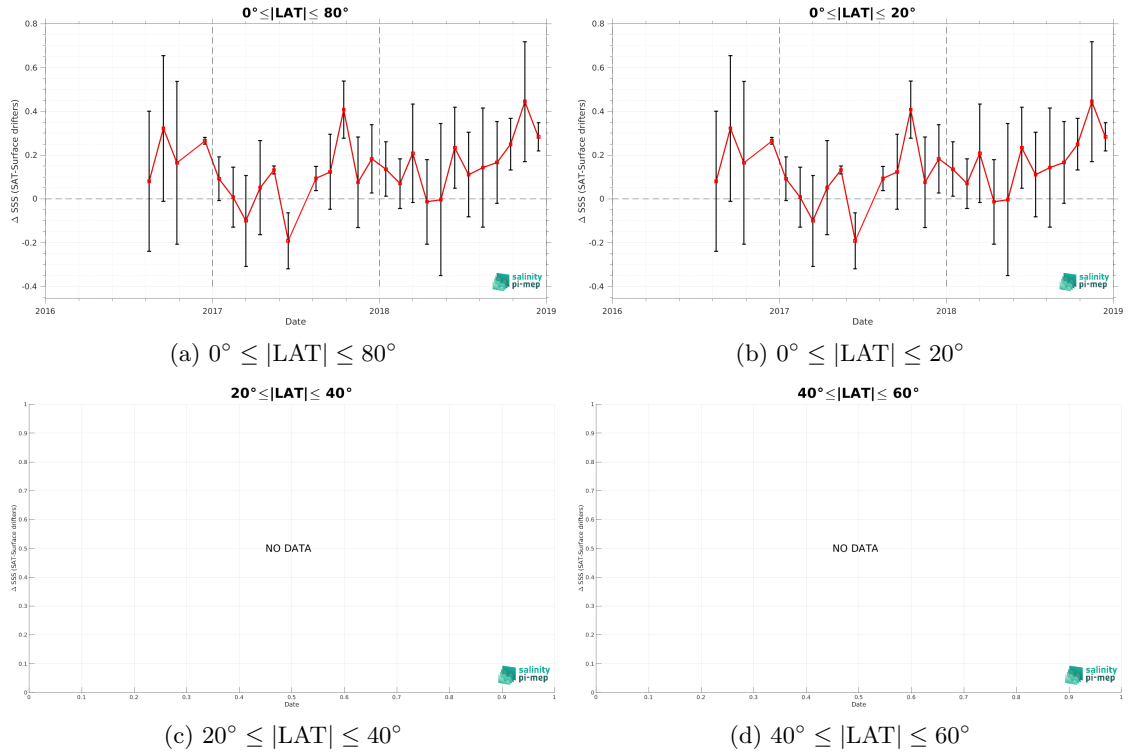 0°≤|LAT|≤ 80°
0.8
0.6
0.4
0.2
0
-0.2
-0.4
Δ SSS (SAT-Surface drifters)
2016
2017
2018
2019
Date
salinity
pi-mep
(a) 0° ≤ |LAT| ≤ 80°
0°≤|LAT|≤ 20°
0.8
0.6
0.4
0.2
0
-0.2
-0.4
Δ SSS (SAT-Surface drifters)
2016
2017
2018
2019
Date
salinity
pi-mep
(b) 0° ≤ |LAT| ≤ 20°
20°≤|LAT|≤ 40°
1
0.9
0.8
0.7
0.6
0.5
0.4
0.3
0.2
0.1
0
Δ SSS (SAT-Surface drifters)
NO DATA
0
0.1
0.2
0.3
0.4
0.5
0.6
0.7
0.8
0.9
1
Date
salinity
pi-mep
(c) 20° ≤ |LAT| ≤ 40°
40°≤|LAT|≤ 60°
1
0.9
0.8
0.7
0.6
0.5
0.4
0.3
0.2
0.1
0
Δ SSS (SAT-Surface drifters)
NO DATA
0
0.1
0.2
0.3
0.4
0.5
0.6
0.7
0.8
0.9
1
Date
salinity
pi-mep
(d) 40° ≤ |LAT| ≤ 60°